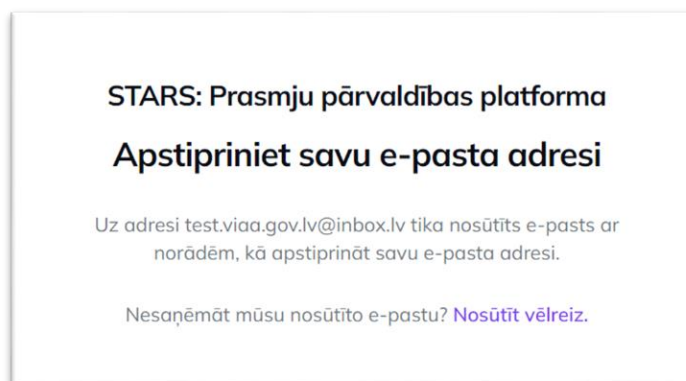 STARS: Prasmju pārvaldības platforma
Apstipriniet savu e-pasta adresi
Uz adresi test.viaa.gov.lv@inbox.lv tika nosūtīts e-pasts ar
norādēm, kā apstiprināt savu e-pasta adresi.
Nesaņēmāt mūsu nosūtīto e-pastu? Nosūtīt vēlreiz.